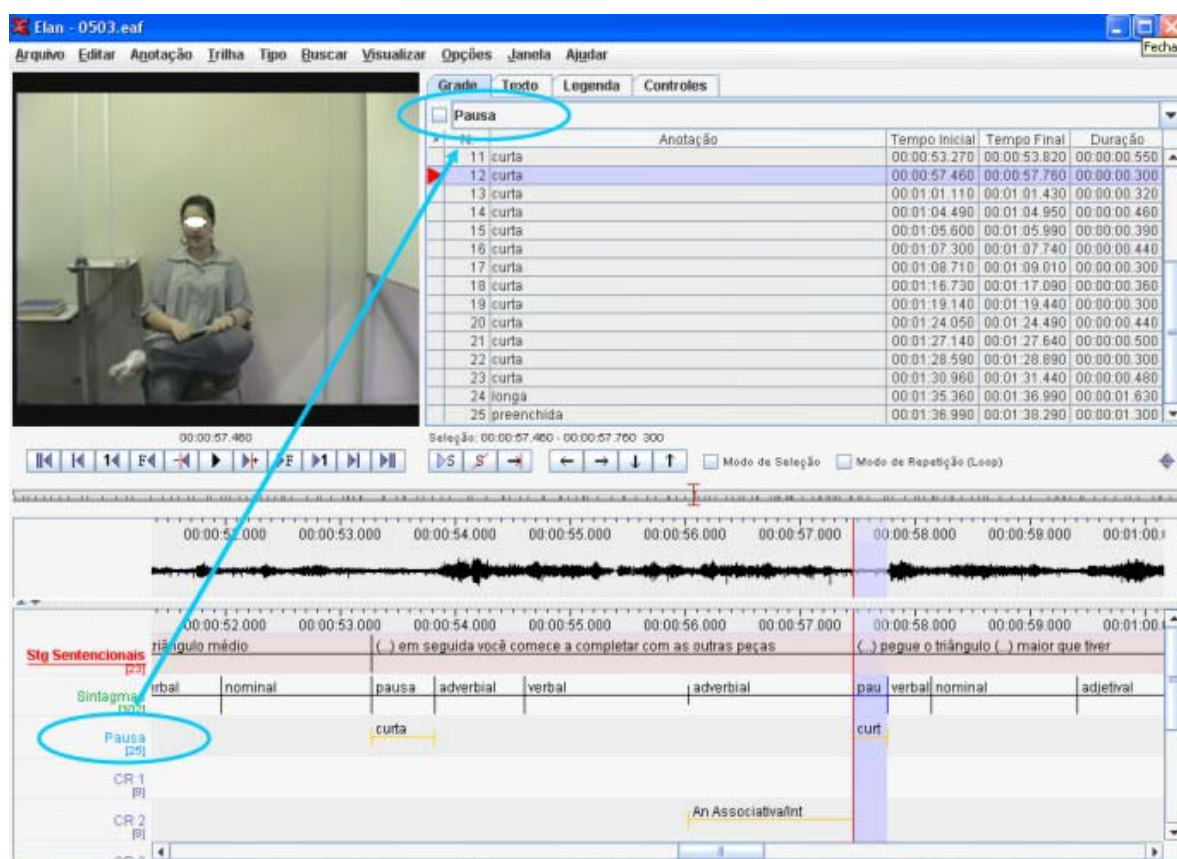 Elan - 0503.eaf
Arquivo Editar Anotação Trilha Tipo Buscar Visualizar Opções Janela Ajudar
Fecha
Grade Texto Legenda Controles
Pausa
N. Anotação Tempo Inicial Tempo Final Duração
11 curta 00:00:53.270 00:00:53.820 00:00:00.550
12 curta 00:00:57.460 00:00:57.760 00:00:00.300
13 curta 00:01:01.110 00:01:01.430 00:00:00.320
14 curta 00:01:04.490 00:01:04.950 00:00:00.460
15 curta 00:01:05.600 00:01:05.990 00:00:00.390
16 curta 00:01:07.300 00:01:07.740 00:00:00.440
17 curta 00:01:08.710 00:01:09.010 00:00:00.300
18 curta 00:01:16.730 00:01:17.090 00:00:00.360
19 curta 00:01:19.140 00:01:19.440 00:00:00.300
20 curta 00:01:24.050 00:01:24.490 00:00:00.440
21 curta 00:01:27.140 00:01:27.640 00:00:00.500
22 curta 00:01:28.590 00:01:28.890 00:00:00.300
23 curta 00:01:30.960 00:01:31.440 00:00:00.480
24 longa 00:01:35.360 00:01:36.990 00:00:01.630
25 preenchida 00:01:36.990 00:01:38.290 00:00:01.300
00:00:57.460 Seleção: 00:00:57.460 - 00:00:57.760 300
Modo de Seleção Modo de Repetição (Loop)
00:00:52.000 00:00:53.000 00:00:54.000 00:00:55.000 00:00:56.000 00:00:57.000 00:00:58.000 00:00:59.000 00:01:00.
00:00:52.000 00:00:53.000 00:00:54.000 00:00:55.000 00:00:56.000 00:00:57.000 00:00:58.000 00:00:59.000 00:01:00.
Stg Sentencionais riângulo médio (...) em seguida você comece a completar com as outras peças (...) pegue o triângulo (...) maior que tiver
[23]
Sintagmas rbal nominal pausa adverbial verbal adverbial pau verbal nominal adjetival
[102]
Pausa curta curt
[25]
CR 1
[8]
CR 2 An Associativa/Int